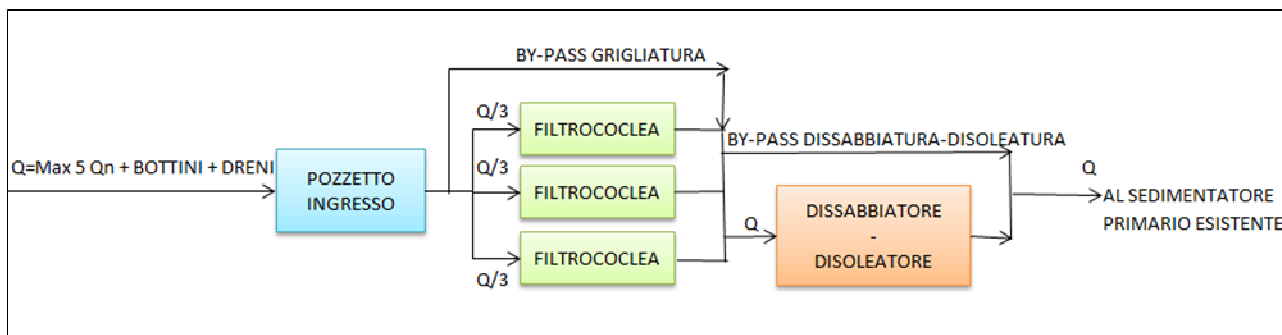 BY-PASS GRIGLIATURA
Q/3
FILTROCOCLEA
BY-PASS DISSABBIATURA-DISOLEATURA
Q=Max 5 Qn + BOTTINI + DRENI
POZZETTO
INGRESSO
Q/3
FILTROCOCLEA
Q
AL SEDIMENTATORE
PRIMARIO ESISTENTE
Q
DISSABBIATORE
-
DISOLEATORE
FILTROCOCLEA
Q/3